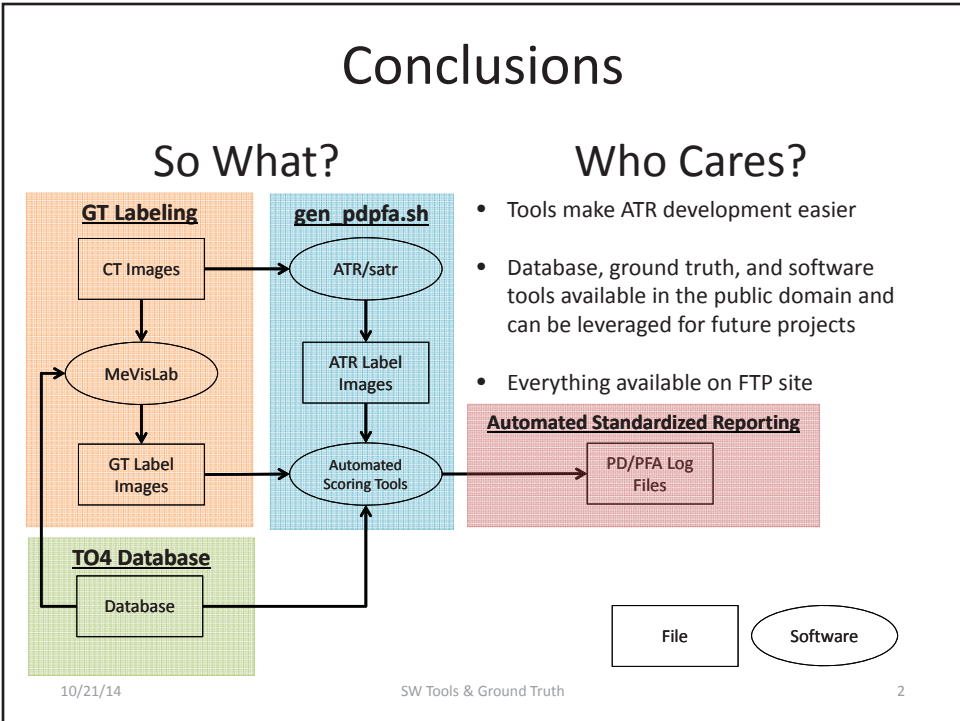 Conclusions
So What?
GT Labeling
CT Images
MeVisLab
GT Label
Images
gen_pdpfa.sh
ATR/satr
ATR Label
Images
Automated
Scoring Tools
TO4 Database
Database
Who Cares?
• Tools make ATR development easier
• Database, ground truth, and software
tools available in the public domain and
can be leveraged for future projects
• Everything available on FTP site
Automated Standardized Reporting
PD/PFA Log
Files
File
Software
10/21/14
SW Tools & Ground Truth
2